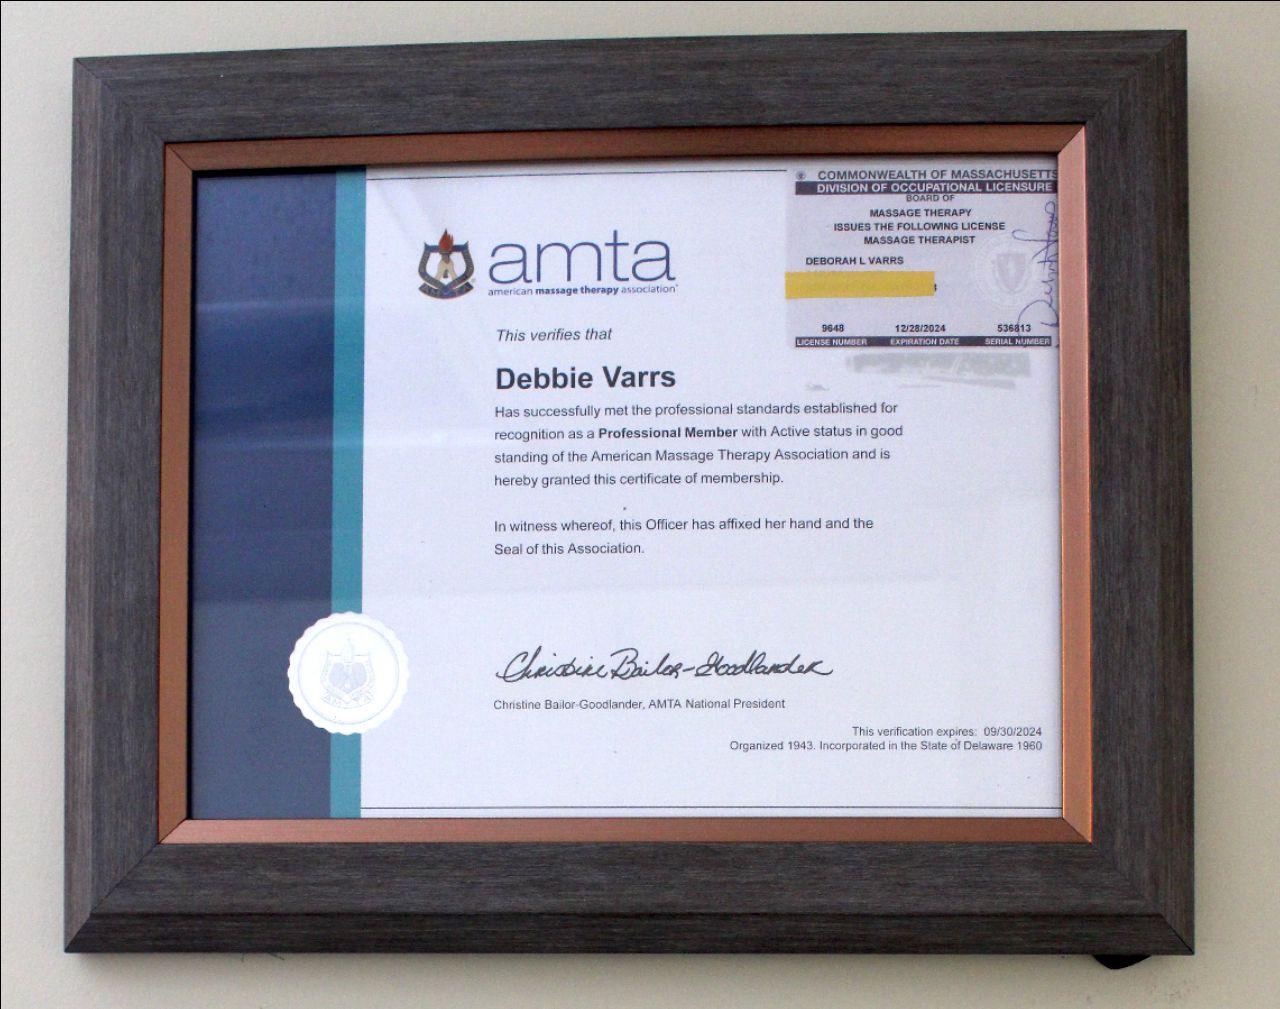 amta
american massage therapy association
AMTA
This verifies that
Debbie Varrs
Has successfully met the professional standards established for
recognition as a Professional Member with Active status in good
standing of the American Massage Therapy Association and is
hereby granted this certificate of membership.
In witness whereof, this Officer has affixed her hand and the
Seal of this Association.
Christine Bailor-Goodlander
Christine Bailor-Goodlander, AMTA National President
This verification expires: 09/30/2024
Organized 1943. Incorporated in the State of Delaware 1960
AMTA
COMMONWEALTH OF MASSACHUSETTS
DIVISION OF OCCUPATIONAL LICENSURE
BOARD OF
MASSAGE THERAPY
ISSUES THE FOLLOWING LICENSE
MASSAGE THERAPIST
DEBORAH L VARRS
9648 12/28/2024 536813
LICENSE NUMBER EXPIRATION DATE SERIAL NUMBER